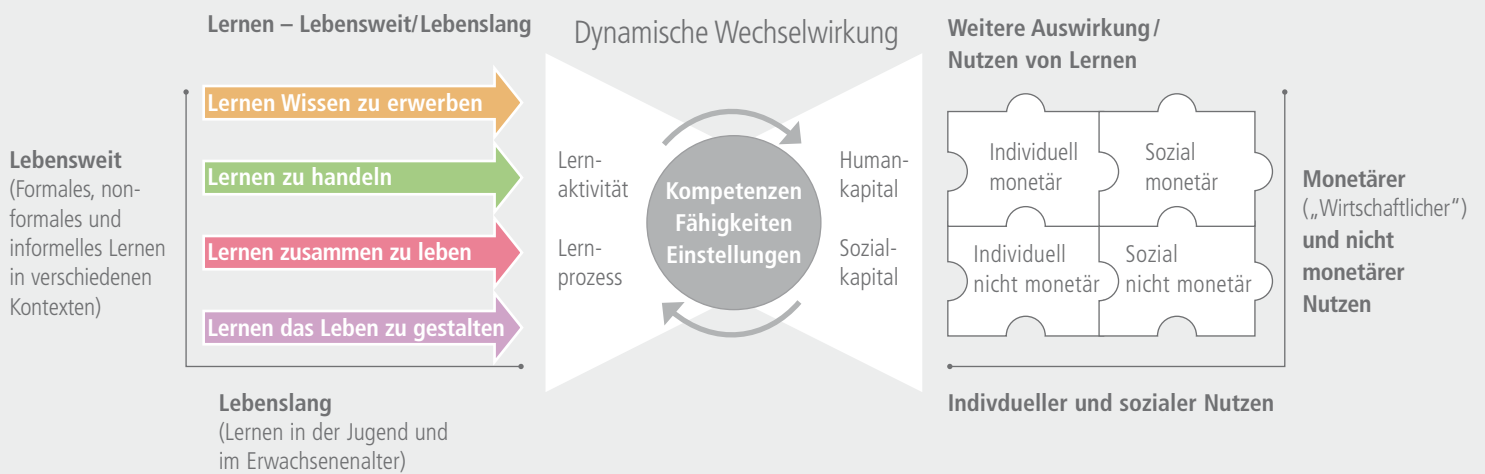 Lernen – Lebensweit/Lebenslang
Dynamische Wechselwirkung
Weitere Auswirkung/
Nutzen von Lernen
Lebensweit
(Formales, non-
formales und
informelles Lernen
in verschiedenen
Kontexten)
Lernen Wissen zu erwerben
Lernen zu handeln
Lernen zusammen zu leben
Lernen das Leben zu gestalten
Lebenslang
(Lernen in der Jugend und
im Erwachsenenalter)
Lern-
aktivität
Lern-
prozess
Kompetenzen
Fähigkeiten
Einstellungen
Human-
kapital
Sozial-
kapital
Individuell
monetär
Sozial
monetär
Individuell
nicht monetär
Sozial
nicht monetär
Monetärer
(„Wirtschaftlicher“)
und nicht
monetärer
Nutzen
Indivdueller und sozialer Nutzen